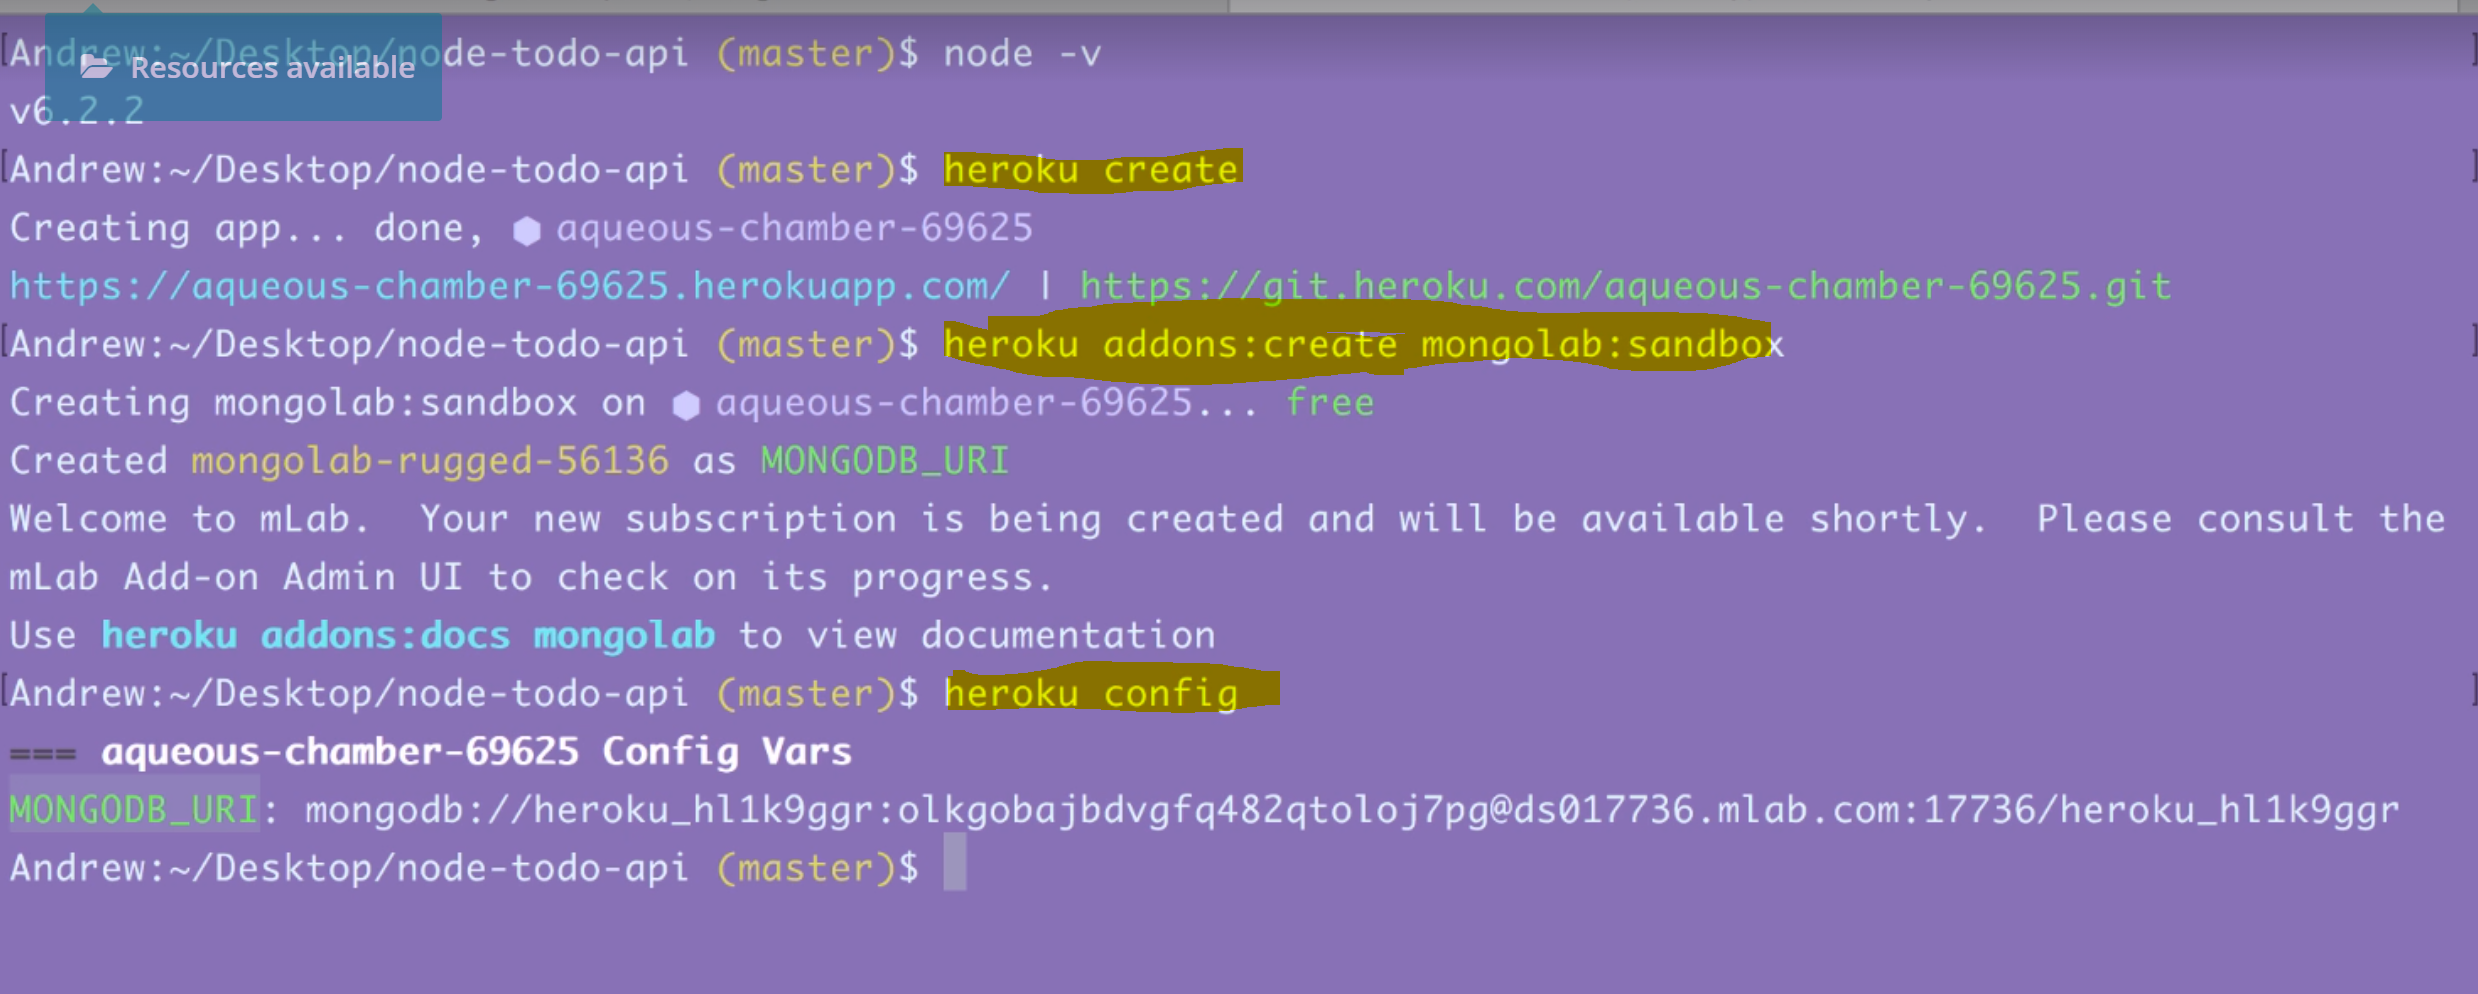 Andrew:~/Desktop/node-todo-api (master)$ node -v
Resources available
v6.2.2
[Andrew:~/Desktop/node-todo-api (master)$ heroku create ]
Creating app... done, ⬢ aqueous-chamber-69625
https://aqueous-chamber-69625.herokuapp.com/ | https://git.heroku.com/aqueous-chamber-69625.git
[Andrew:~/Desktop/node-todo-api (master)$ heroku addons:create mongolab:sandbox ]
Creating mongolab:sandbox on ⬢ aqueous-chamber-69625... free
Created mongolab-rugged-56136 as MONGODB_URI
Welcome to mLab.  Your new subscription is being created and will be available shortly.  Please consult the
mLab Add-on Admin UI to check on its progress.
Use heroku addons:docs mongolab to view documentation
[Andrew:~/Desktop/node-todo-api (master)$ heroku config ]
=== aqueous-chamber-69625 Config Vars
MONGODB_URI: mongodb://heroku_hl1k9ggr:olkgobajbdvgfq482qtoloj7pg@ds017736.mlab.com:17736/heroku_hl1k9ggr
Andrew:~/Desktop/node-todo-api (master)$